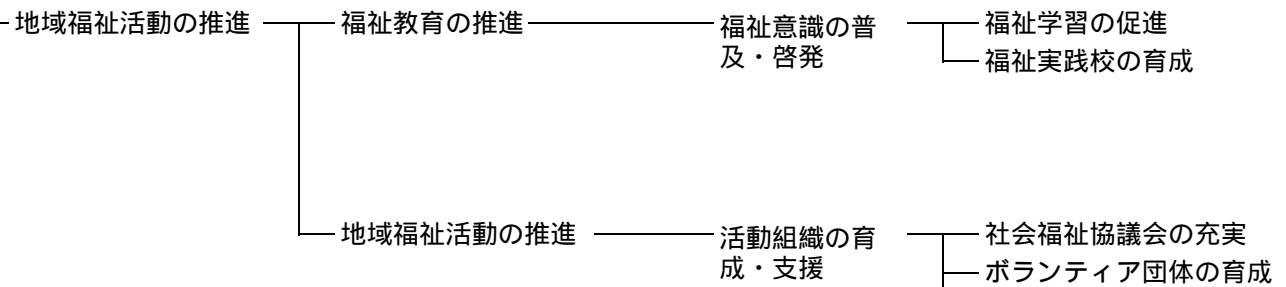 地域福祉活動の推進
福祉教育の推進
福祉意識の普
及・啓発
福祉学習の促進
福祉実践校の育成
地域福祉活動の推進
活動組織の育
成・支援
社会福祉協議会の充実
ボランティア団体の育成